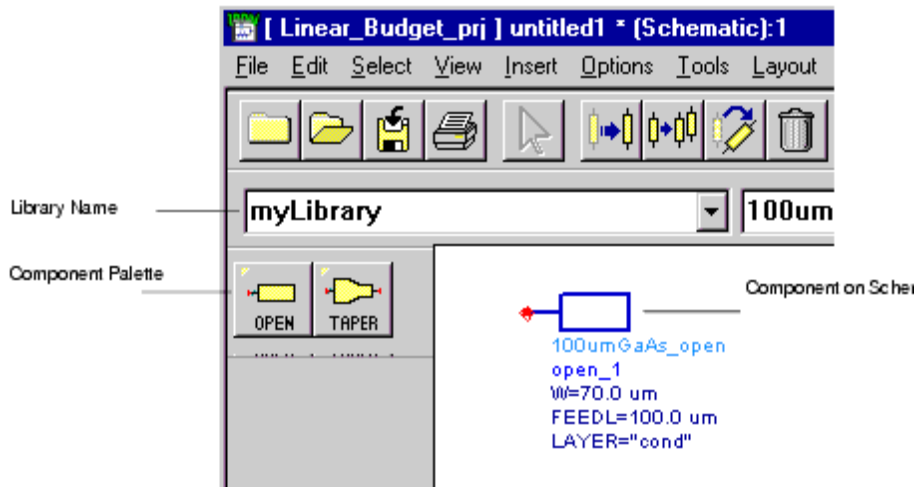 [ Linear_Budget_prj ] untitled1 * (Schematic):1
File Edit Select View Insert Options Tools Layout
Library Name
myLibrary
100um
Component Palette
OPEN
TAPER
Component on Schem
100umGaAs_open
open_1
W=70.0 um
FEEDL=100.0 um
LAYER="cond"